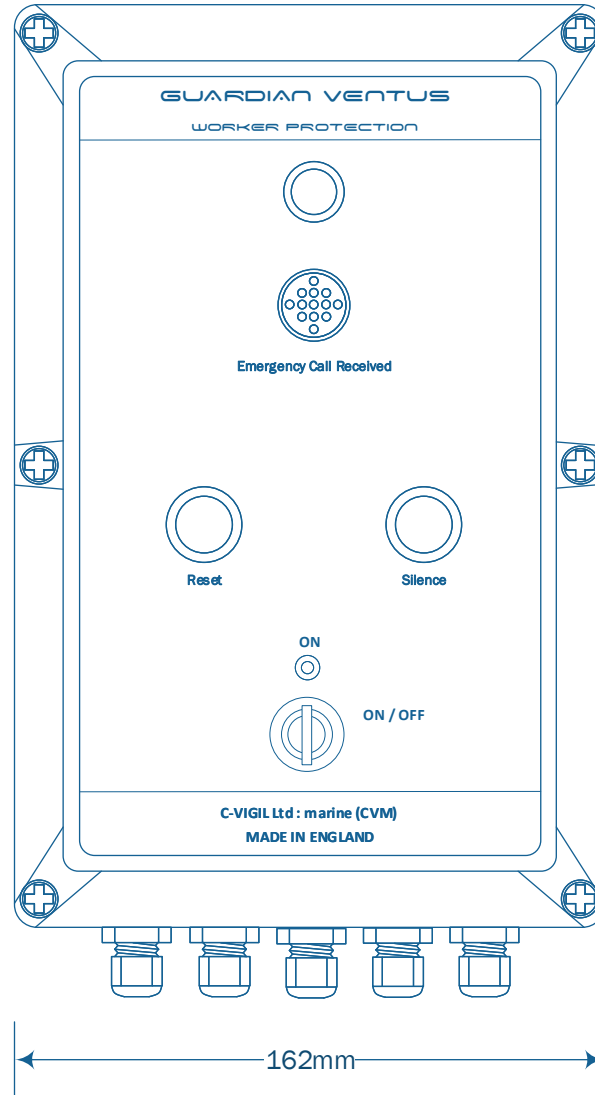 GUARDIAN VENTUS
WORKER PROTECTION
Emergency Call Received
Reset
Silence
ON
ON / OFF
C-VIGIL Ltd : marine (CVM)
MADE IN ENGLAND
162mm